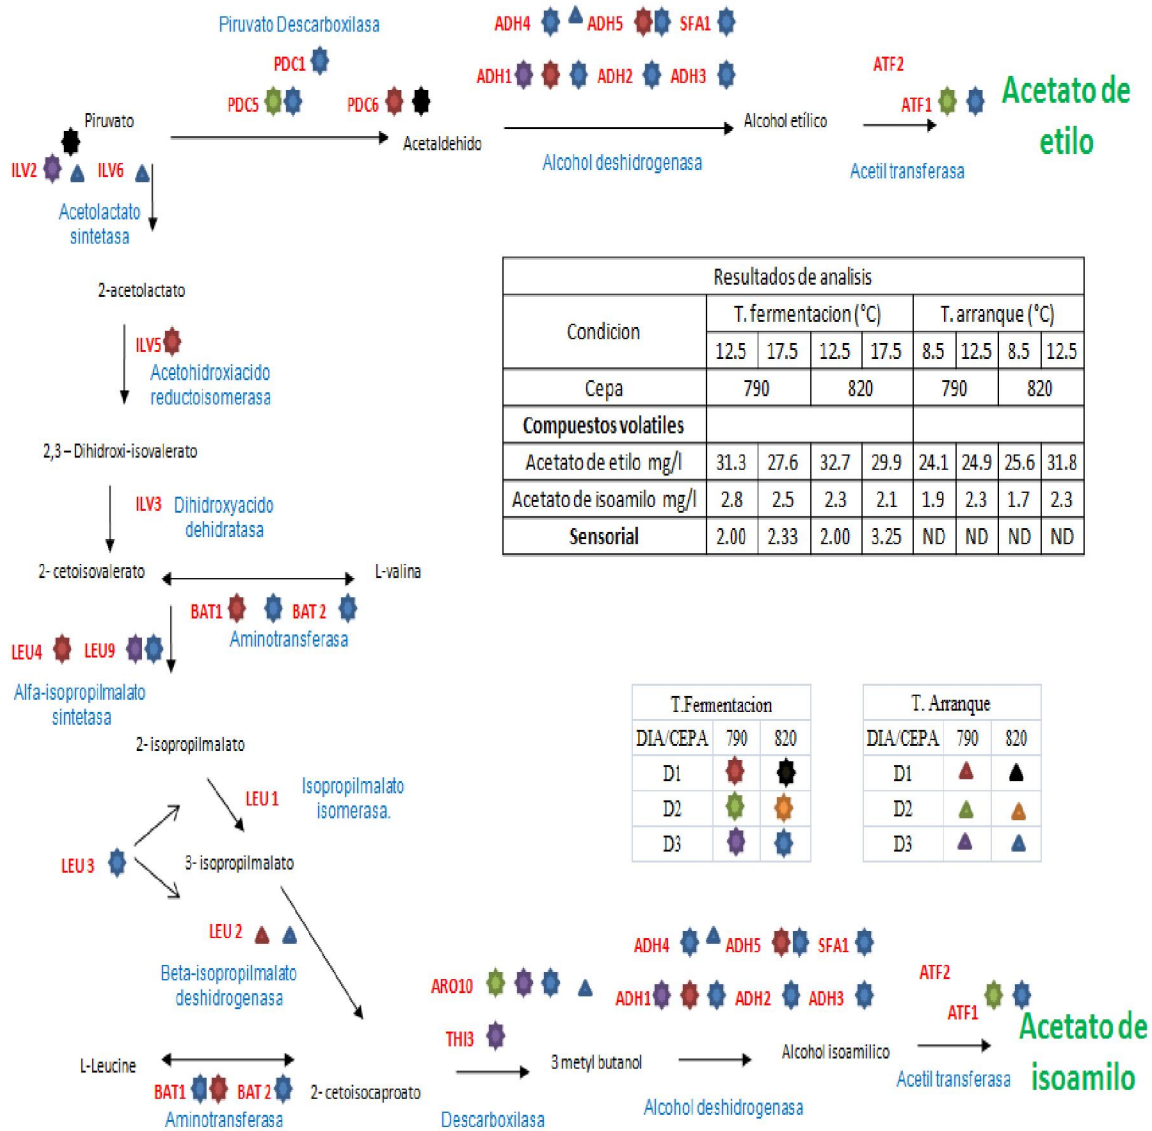 Piruvato Descarboxilasa
PDC1
PDC5 PDC6
ADH4 ADH5 SFA1
ADH1 ADH2 ADH3
ATF2
ATF1
Acetato de
etilo
Piruvato
Acetaldehido
Alcohol etílico
Alcohol deshidrogenasa
Acetil transferasa
ILV2 ILV6
Acetolactato
sintetasa
2-acetolactato
ILV5
Acetohidroxiacido
reductoisomerasa
2,3 – Dihidroxi-isovalerato
ILV3 Dihidroxyacido
dehidratasa
2- cetoisovalerato L-valina
BAT1 BAT 2
Aminotransferasa
LEU4 LEU9
Alfa-isopropilmalato
sintetasa
Resultados de analisis
Condicion T. fermentacion (°C) T. arranque (°C)
12.5 17.5 12.5 17.5 8.5 12.5 8.5 12.5
Cepa 790 820 790 820
Compuestos volatiles
Acetato de etilo mg/l 31.3 27.6 32.7 29.9 24.1 24.9 25.6 31.8
Acetato de isoamilo mg/l 2.8 2.5 2.3 2.1 1.9 2.3 1.7 2.3
Sensorial 2.00 2.33 2.00 3.25 ND ND ND ND
2- isopropilmalato
LEU 1
Isopropilmalato
isomerasa.
LEU 3
3- isopropilmalato
LEU 2
Beta-isopropilmalato
deshidrogenasa
T.Fermentacion
DIA/CEPA 790 820
D1
D2
D3
T. Arranque
DIA/CEPA 790 820
D1
D2
D3
L-Leucine
BAT1 BAT 2
Aminotransferasa
2- cetoisocaproato
ARO10
THI3
Descarboxilasa
3 metyl butanol
ADH4 ADH5 SFA1
ADH1 ADH2 ADH3
Alcohol deshidrogenasa
Alcohol isoamilico
ATF2
ATF1
Acetil transferasa
Acetato de
isoamilo